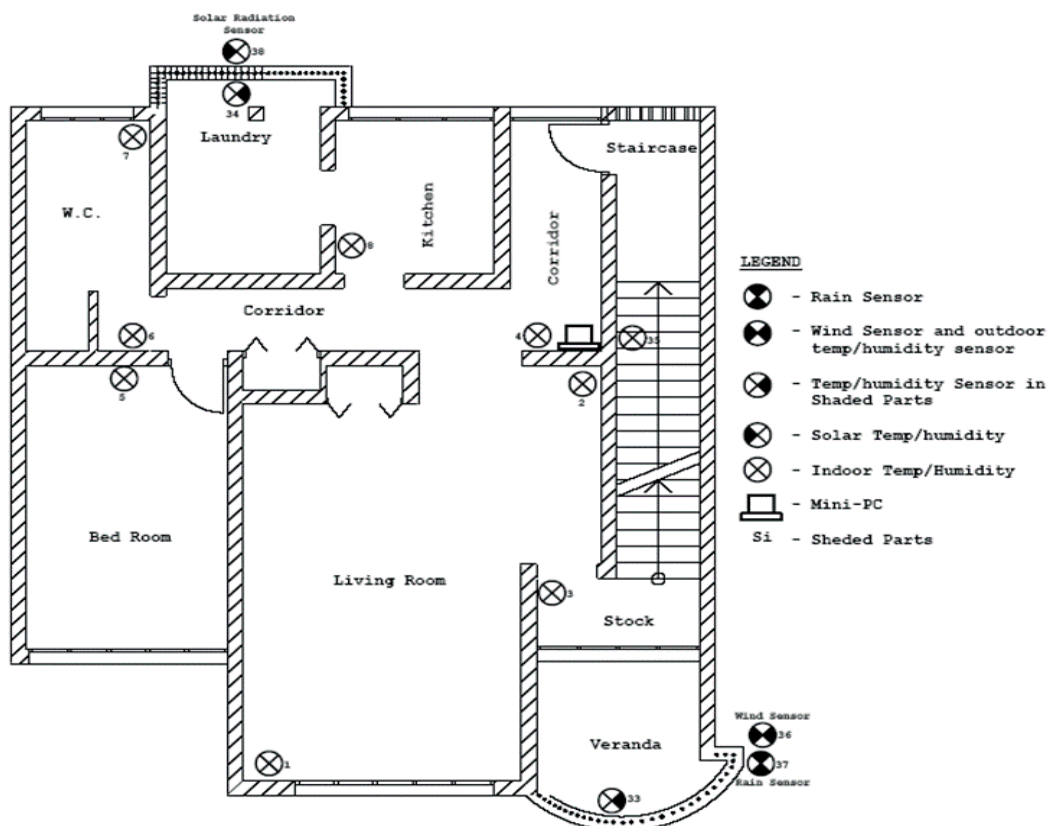 Solar Radiation
Sensor
38
34
Laundry
7
Staircase
W.C.
Kitchen
Corridor
8
Corridor
6
4
35
5
2
LEGEND
- Rain Sensor
- Wind Sensor and outdoor
temp/humidity sensor
- Temp/humidity Sensor in
Shaded Parts
- Solar Temp/humidity
- Indoor Temp/Humidity
- Mini-PC
Si - Sheded Parts
Bed Room
Living Room
3
Stock
Wind Sensor
36
Veranda
37
Rain Sensor
1
33